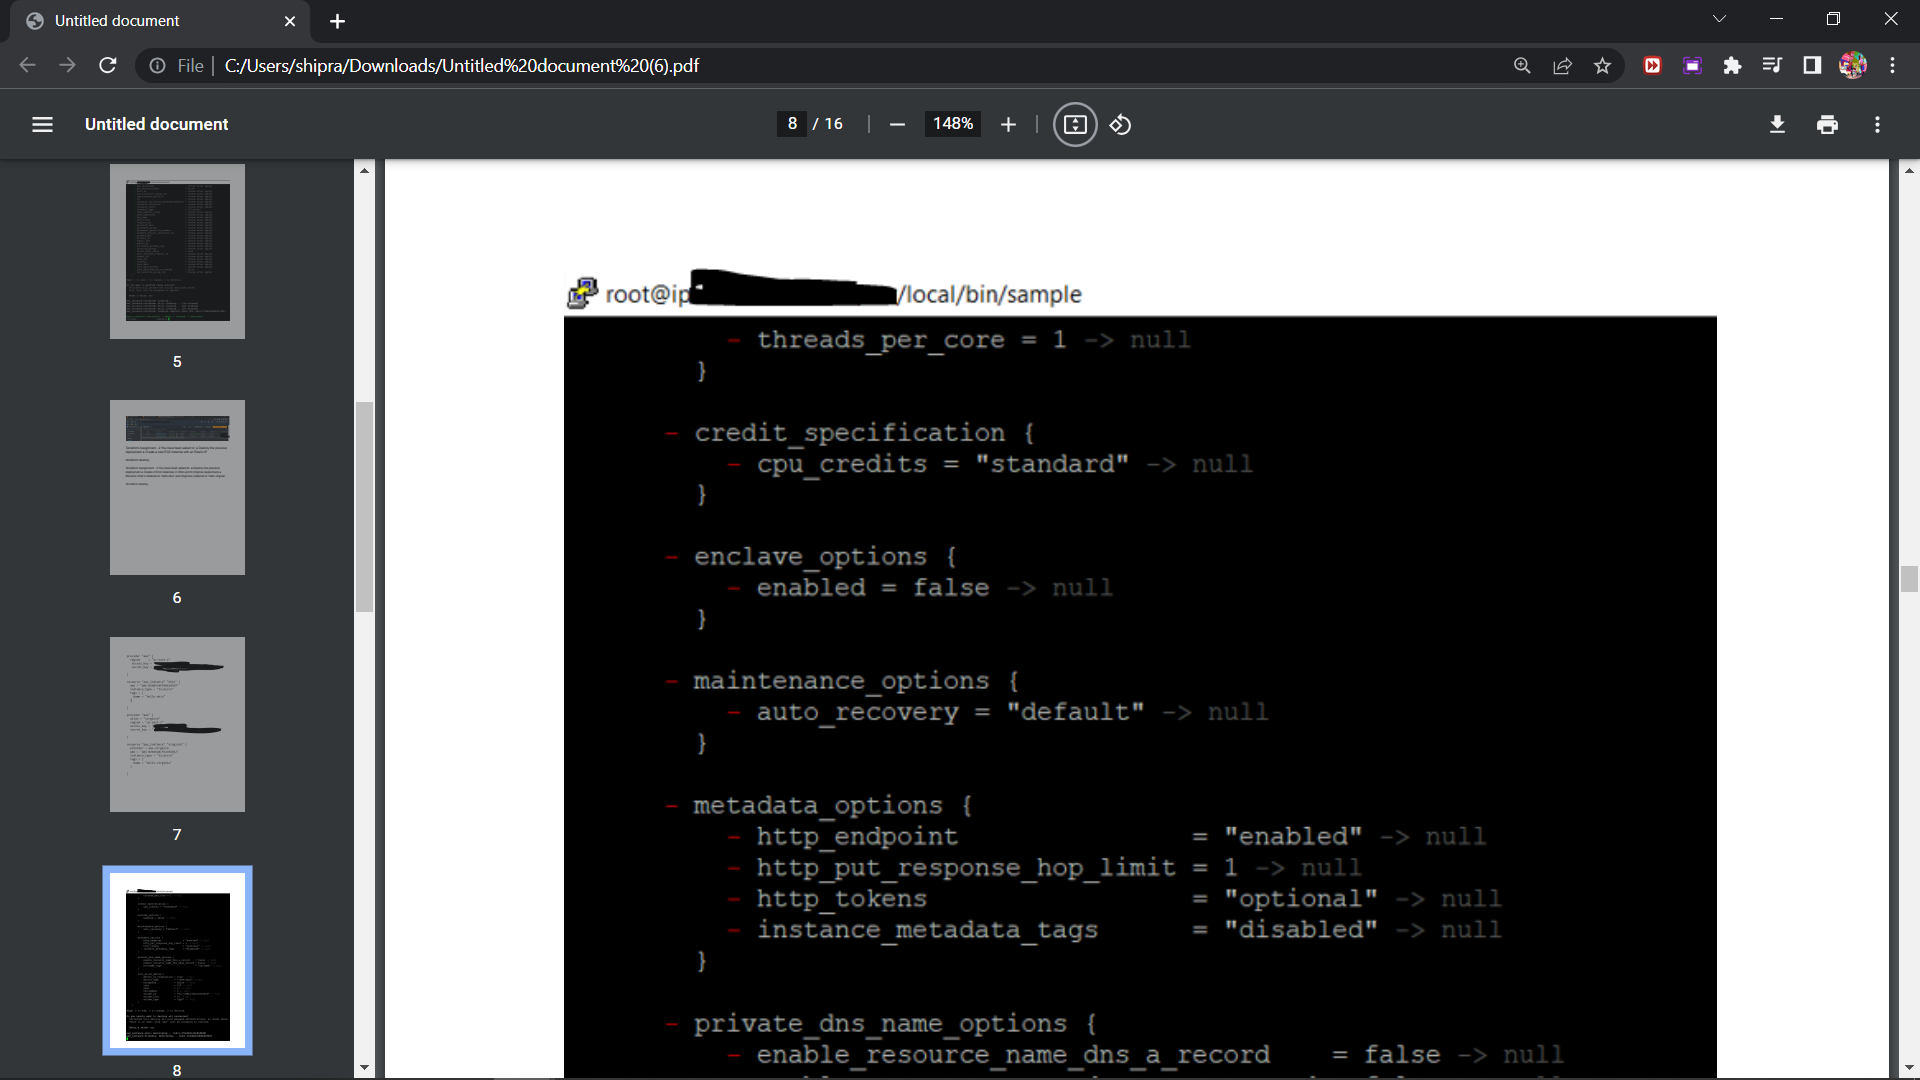 Untitled document
File
C:/Users/shipra/Downloads/Untitled%20document%20(6).pdf
Untitled document
8 / 16
148%
5
6
7
8
root@ip /local/bin/sample
- threads_per_core = 1 -> null
}
- credit_specification {
- cpu_credits = "standard" -> null
}
- enclave_options {
- enabled = false -> null
}
- maintenance_options {
- auto_recovery = "default" -> null
}
- metadata_options {
- http_endpoint = "enabled" -> null
- http_put_response_hop_limit = 1 -> null
- http_tokens = "optional" -> null
- instance_metadata_tags = "disabled" -> null
}
- private_dns_name_options {
- enable_resource_name_dns_a_record = false -> null